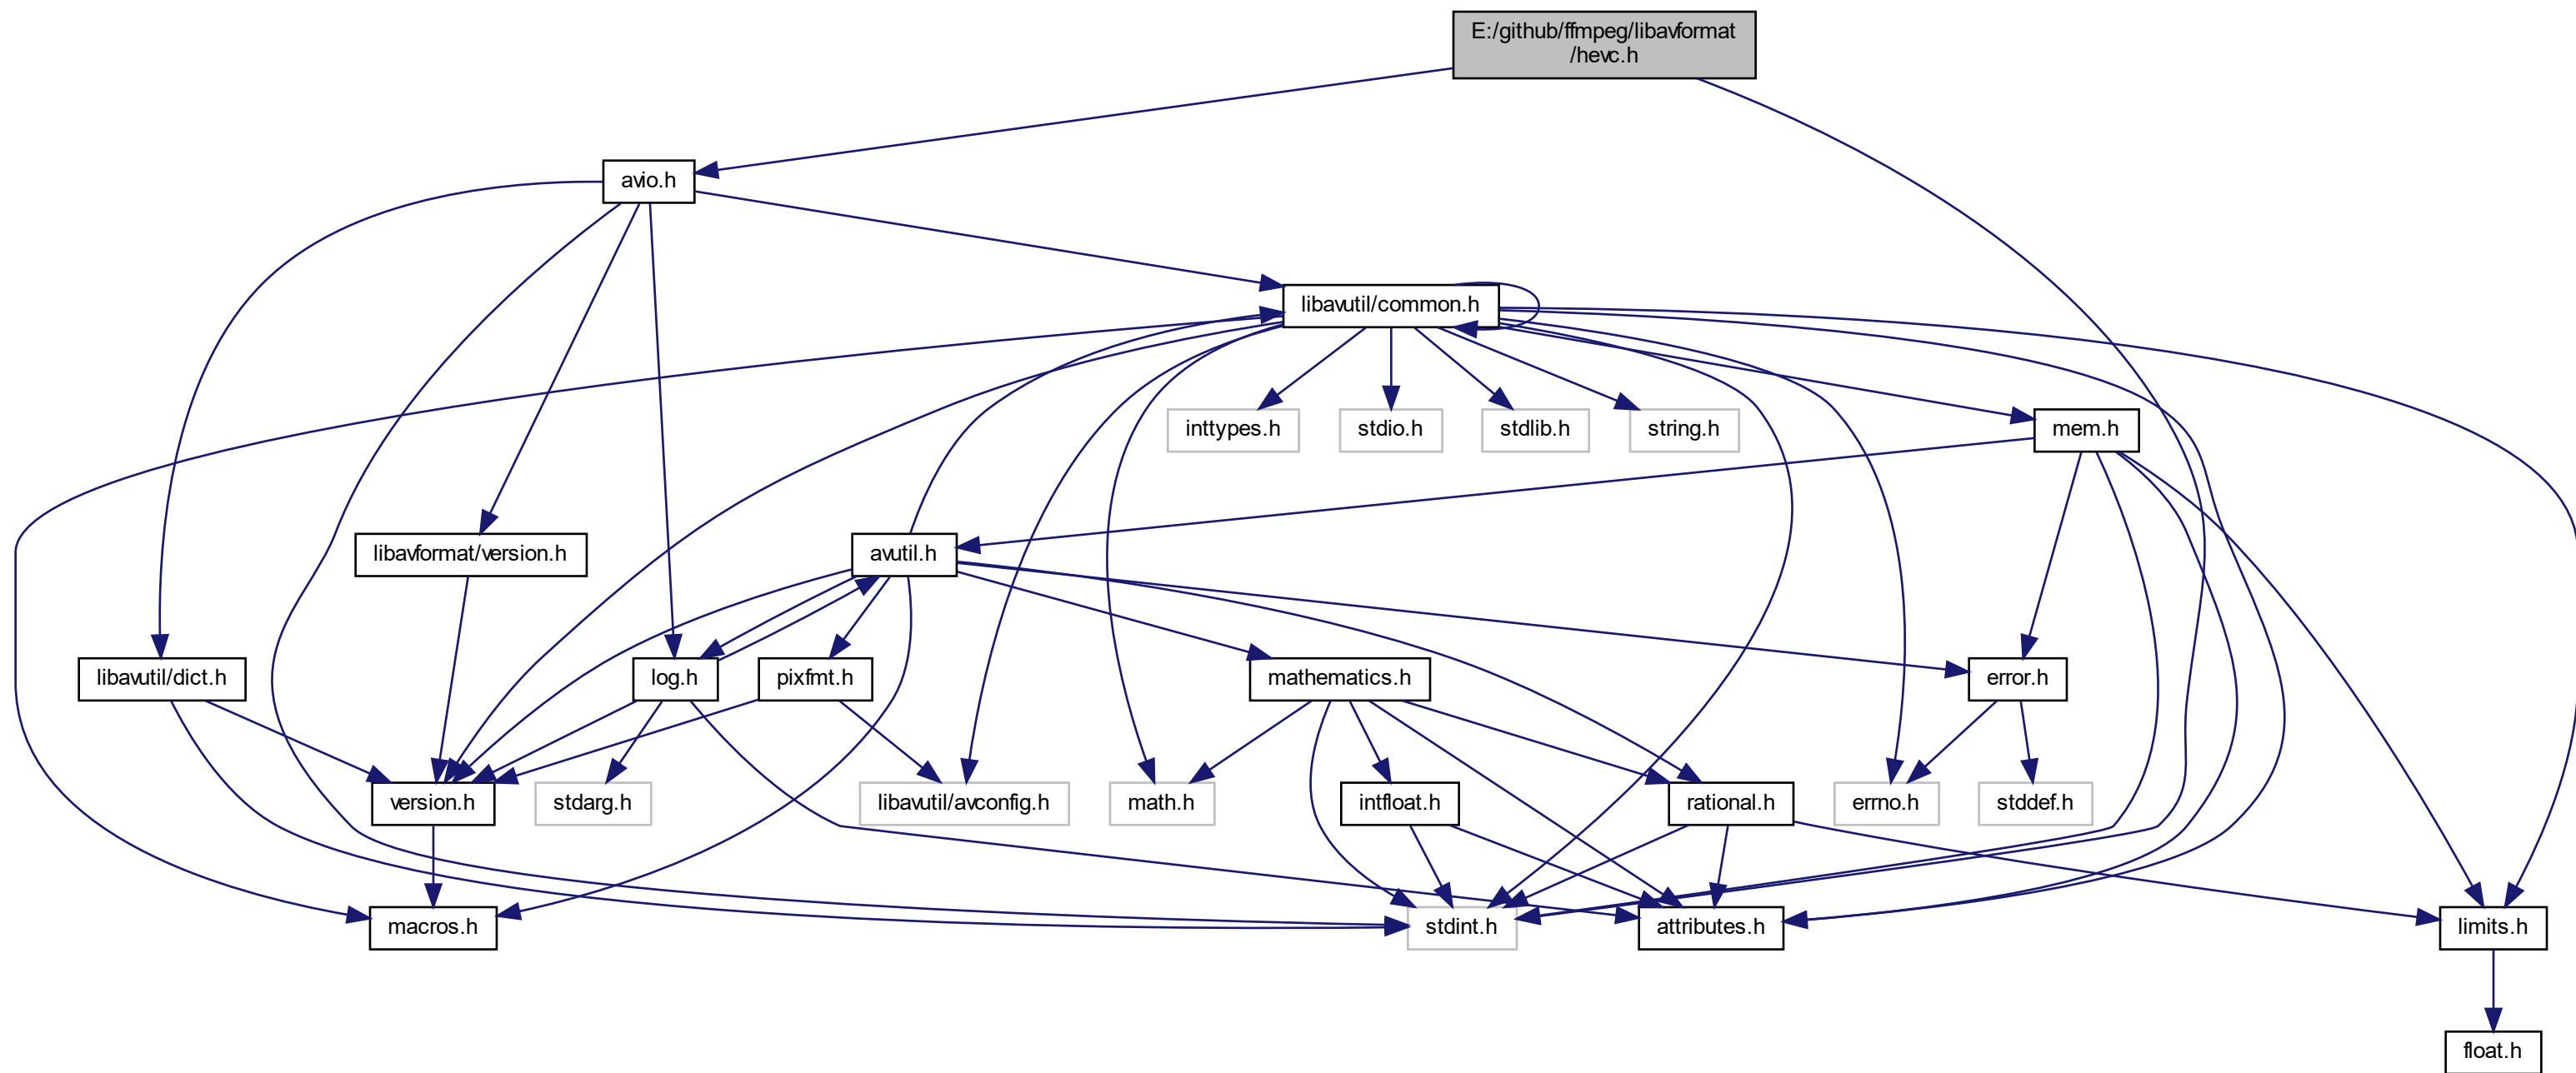 E:/github/ffmpeg/libavformat
/hevc.h
avio.h
libavutil/common.h
inttypes.h
stdio.h
stdlib.h
string.h
mem.h
libavformat/version.h
avutil.h
libavutil/dict.h
log.h
pixfmt.h
mathematics.h
error.h
version.h
stdarg.h
libavutil/avconfig.h
math.h
intfloat.h
rational.h
errno.h
stddef.h
macros.h
stdint.h
attributes.h
limits.h
float.h